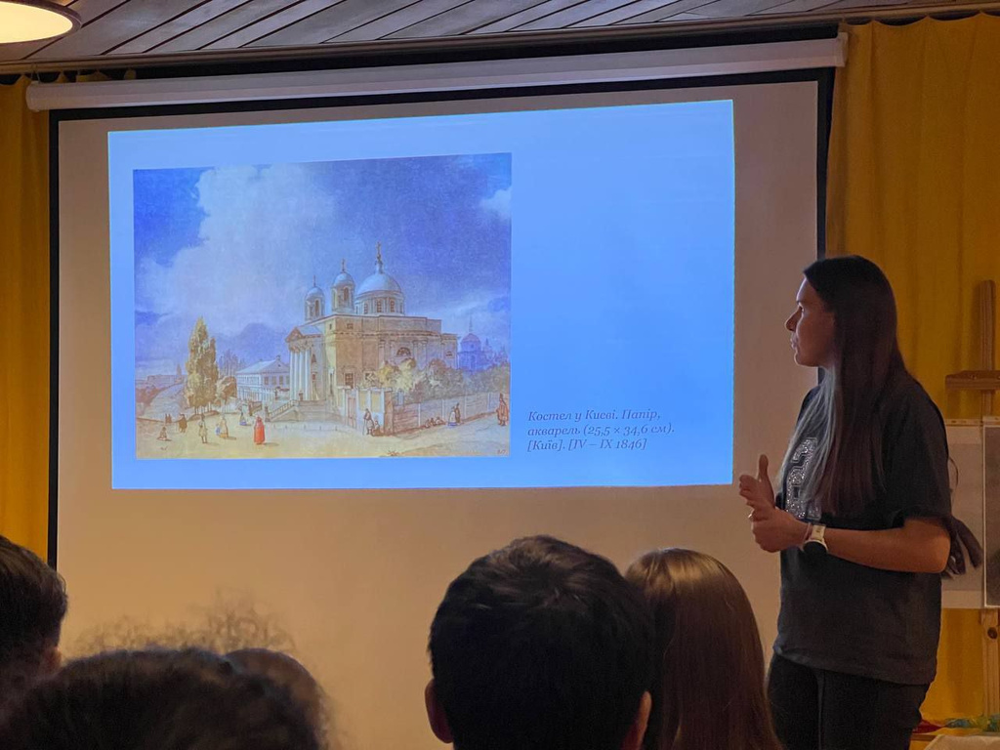 Костел у Києві. Папір,
акварель (25,5 × 34,6 см).
[Київ]. [IV – IX 1846]